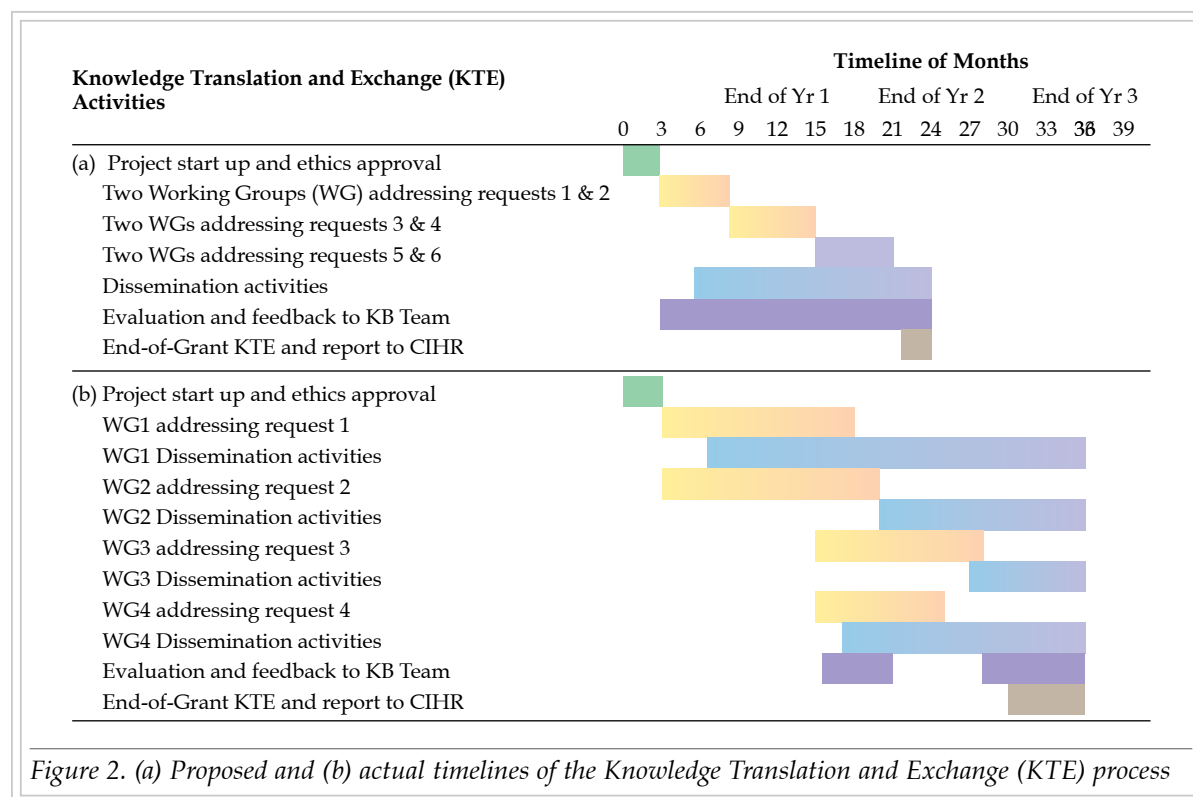 Timeline of Months
Knowledge Translation and Exchange (KTE)
Activities
End of Yr 1 End of Yr 2 End of Yr 3
0 3 6 9 12 15 18 21 24 27 30 33 36 39
(a) Project start up and ethics approval
Two Working Groups (WG) addressing requests 1 & 2
Two WGs addressing requests 3 & 4
Two WGs addressing requests 5 & 6
Dissemination activities
Evaluation and feedback to KB Team
End-of-Grant KTE and report to CIHR
(b) Project start up and ethics approval
WG1 addressing request 1
WG1 Dissemination activities
WG2 addressing request 2
WG2 Dissemination activities
WG3 addressing request 3
WG3 Dissemination activities
WG4 addressing request 4
WG4 Dissemination activities
Evaluation and feedback to KB Team
End-of-Grant KTE and report to CIHR
Figure 2. (a) Proposed and (b) actual timelines of the Knowledge Translation and Exchange (KTE) process